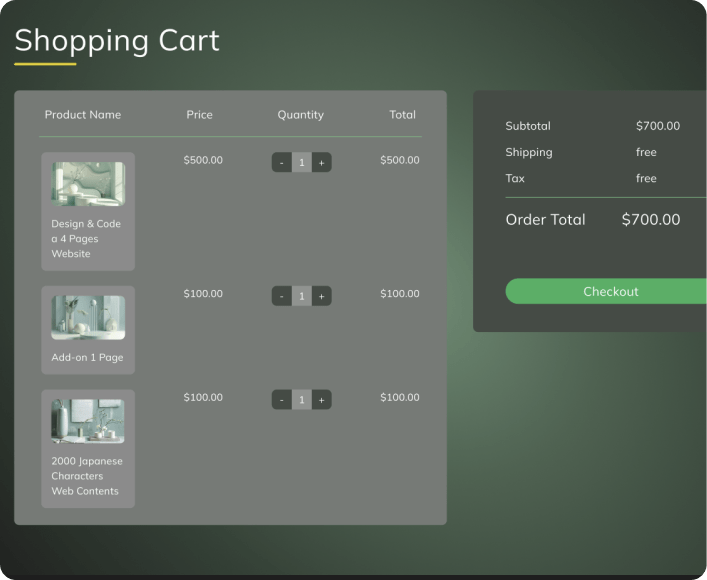 Shopping Cart
Product Name Price Quantity Total
$500.00 - 1 + $500.00
Design & Code
a 4 Pages
Website
$100.00 - 1 + $100.00
Add-on 1 Page
$100.00 - 1 + $100.00
2000 Japanese
Characters
Web Contents
Subtotal $700.00
Shipping free
Tax free
Order Total $700.00
Checkout